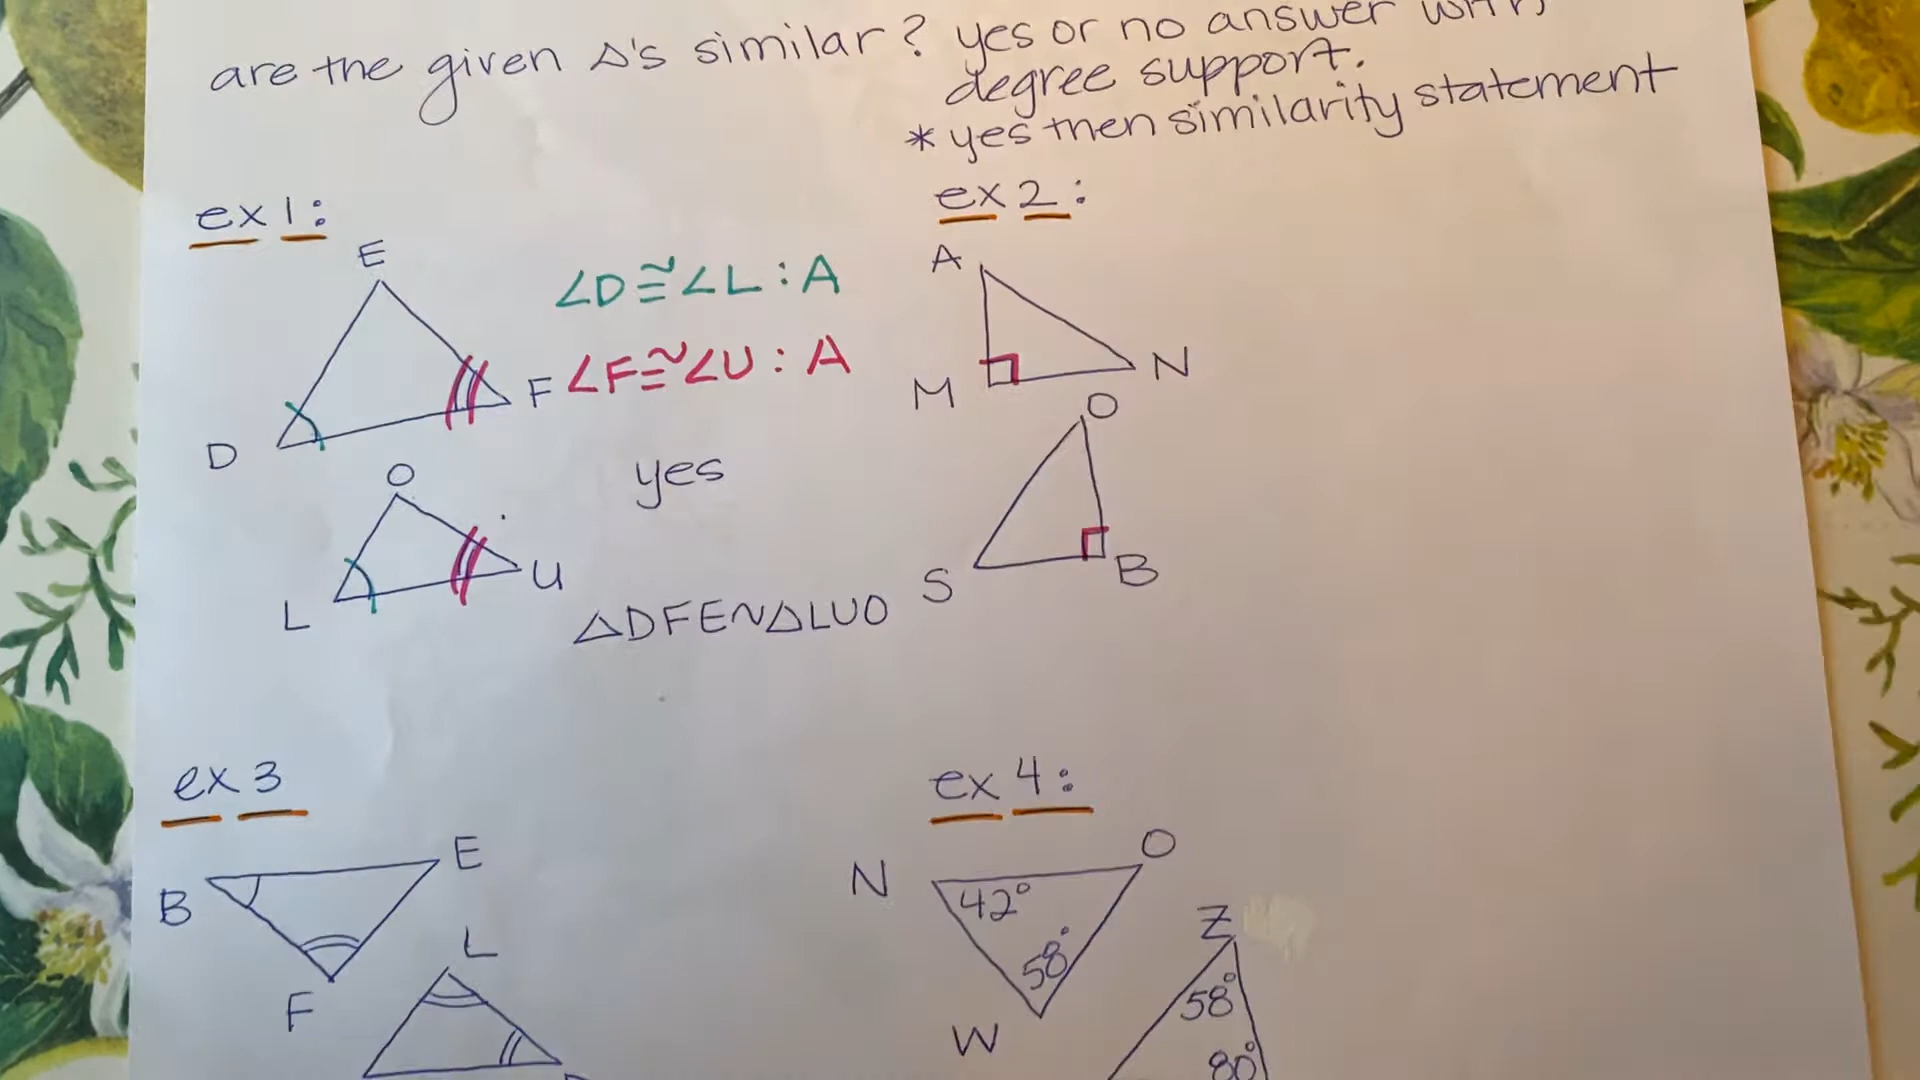 are the given △'s similar? yes or no answer with
degree support.
* yes then similarity statement
ex 1:
E
D
F
∠D≅∠L : A
∠F≅∠U : A
O
L
U
yes
△DFE~△LUO
ex 2:
A
M
N
O
S
B
ex 3
B
E
F
L
ex 4:
N
O
42°
58°
W
Z
58°
80°